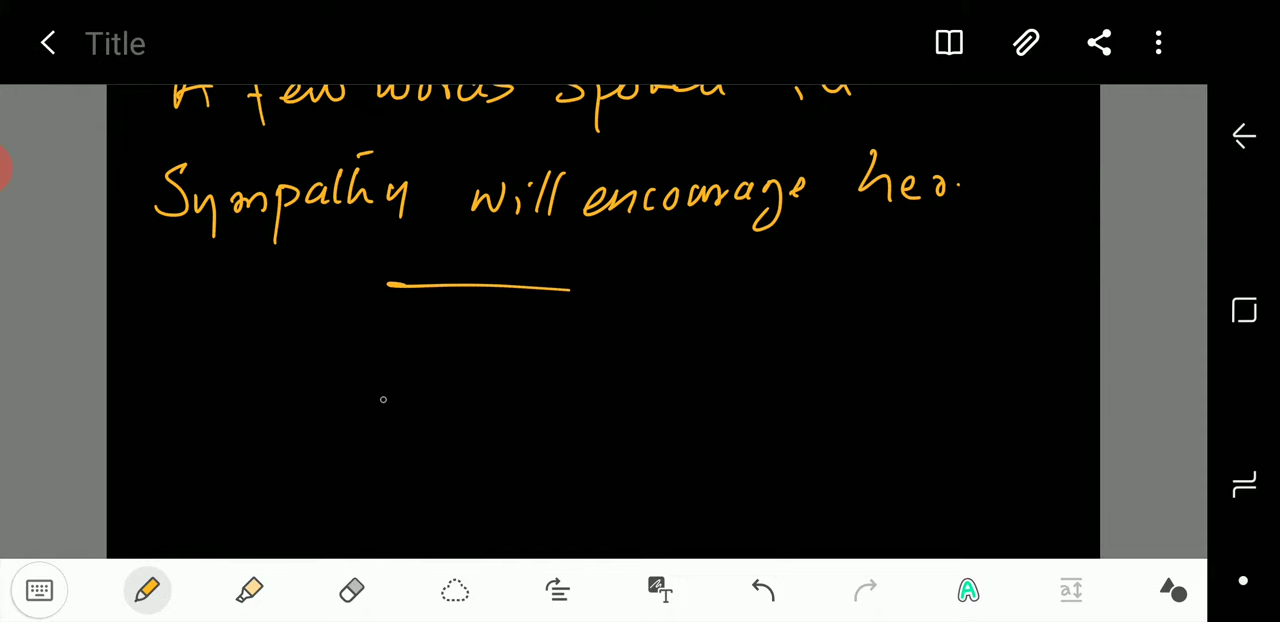 Title
A few words spoken in
Sympathy will encourage her.
T
A
a